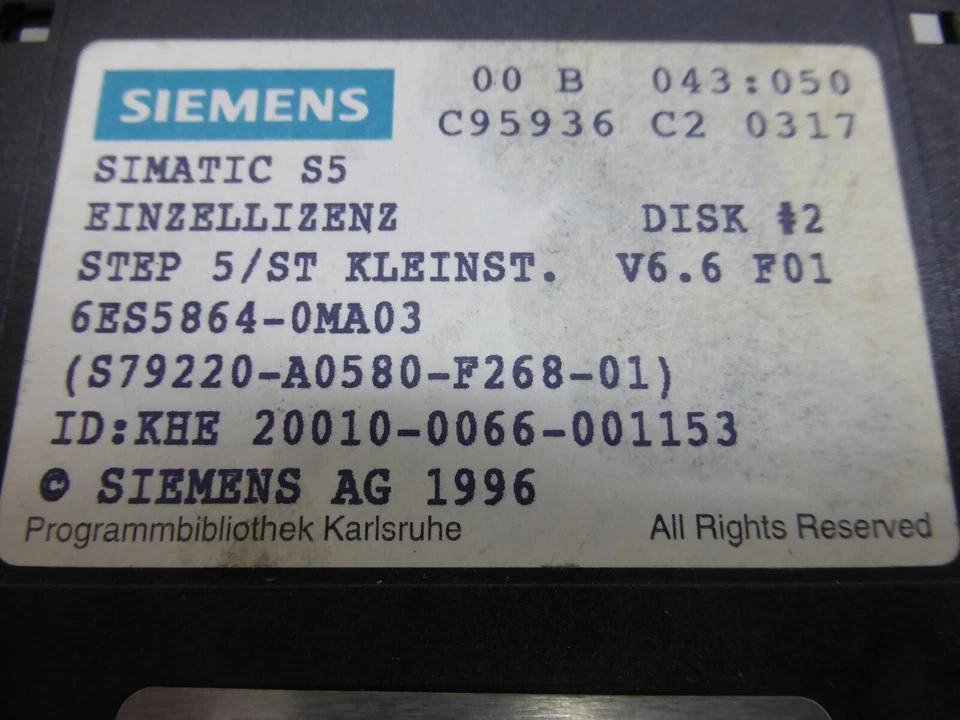 SIEMENS 00 B 043:050
C95936 C2 0317
SIMATIC S5
EINZELLIZENZ DISK #2
STEP 5/ST KLEINST. V6.6 F01
6ES5864-0MA03
(S79220-A0580-F268-01)
ID:KHE 20010-0066-001153
© SIEMENS AG 1996
Programmbibliothek Karlsruhe All Rights Reserved